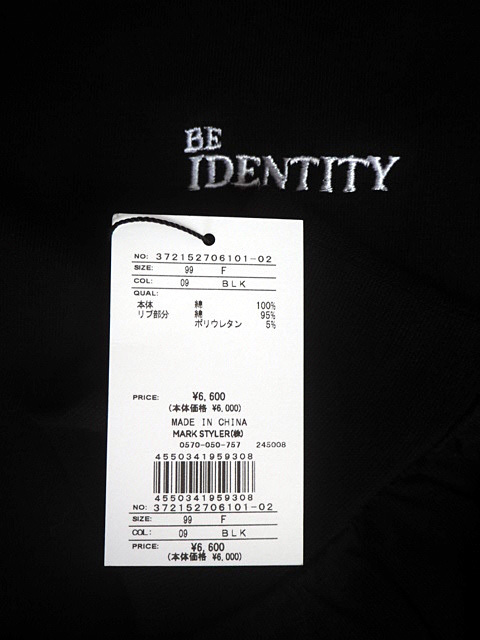 BE
IDENTITY
NO: 372152706101-02
SIZE: 99 F
COL: 09 BLK
QUAL:
本体 綿 100%
リブ部分 綿 95%
ポリウレタン 5%
PRICE: ¥6,600
(本体価格 ¥6,000)
MADE IN CHINA
MARK STYLER(株)
0570-050-757 245008
4550341959308
4550341959308
NO: 372152706101-02
SIZE: 99 F
COL: 09 BLK
PRICE: ¥6,600
(本体価格 ¥6,000)